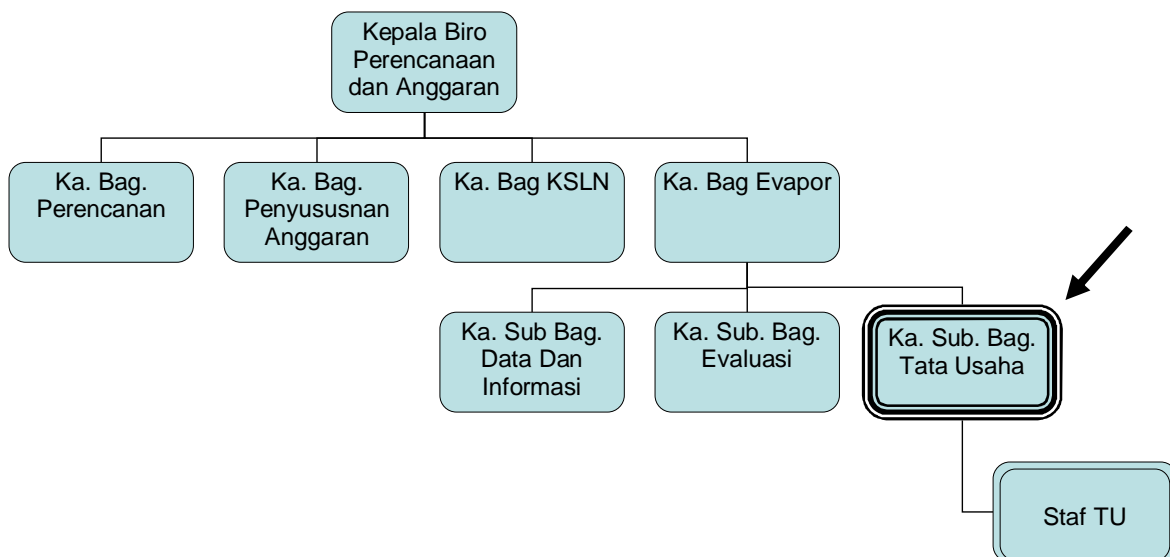 Kepala Biro
Perencanaan
dan Anggaran
Ka. Bag.
Perencanan
Ka. Bag.
Penyususnan
Anggaran
Ka. Bag KSLN
Ka. Bag Evapor
Ka. Sub Bag.
Data Dan
Informasi
Ka. Sub. Bag.
Evaluasi
Ka. Sub. Bag.
Tata Usaha
Staf TU